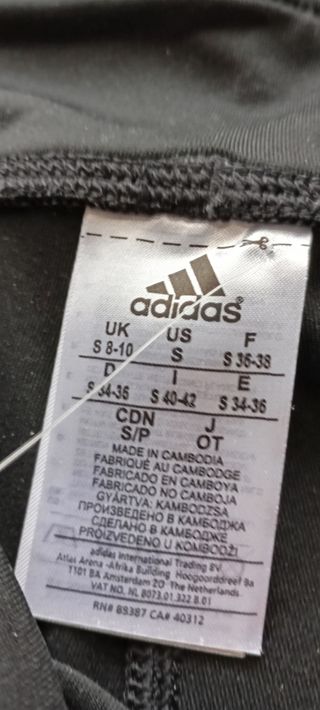 adidas
UK US F
S 8-10 S S 36-38
D I E
S 34-36 S 40-42 S 34-36
CDN J
S/P OT
MADE IN CAMBODIA
FABRIQUÉ AU CAMBODGE
FABRICADO EN CAMBOYA
FABRICADO NO CAMBOJA
GYÁRTVA: KAMBODZSA
ПРОИЗВЕДЕНО В КАМБОДЖА
СДЕЛАНО В КАМБОДЖЕ
PROIZVEDENO U KOMBODŽI
adidas International Trading BV
Atlas Arena -Afrika Building Hoogoorddreef 9a
1101 BA Amsterdam ZO The Netherlands
VAT NO. NL 8073.01.322 B.01
RN# 89387 CA# 40312